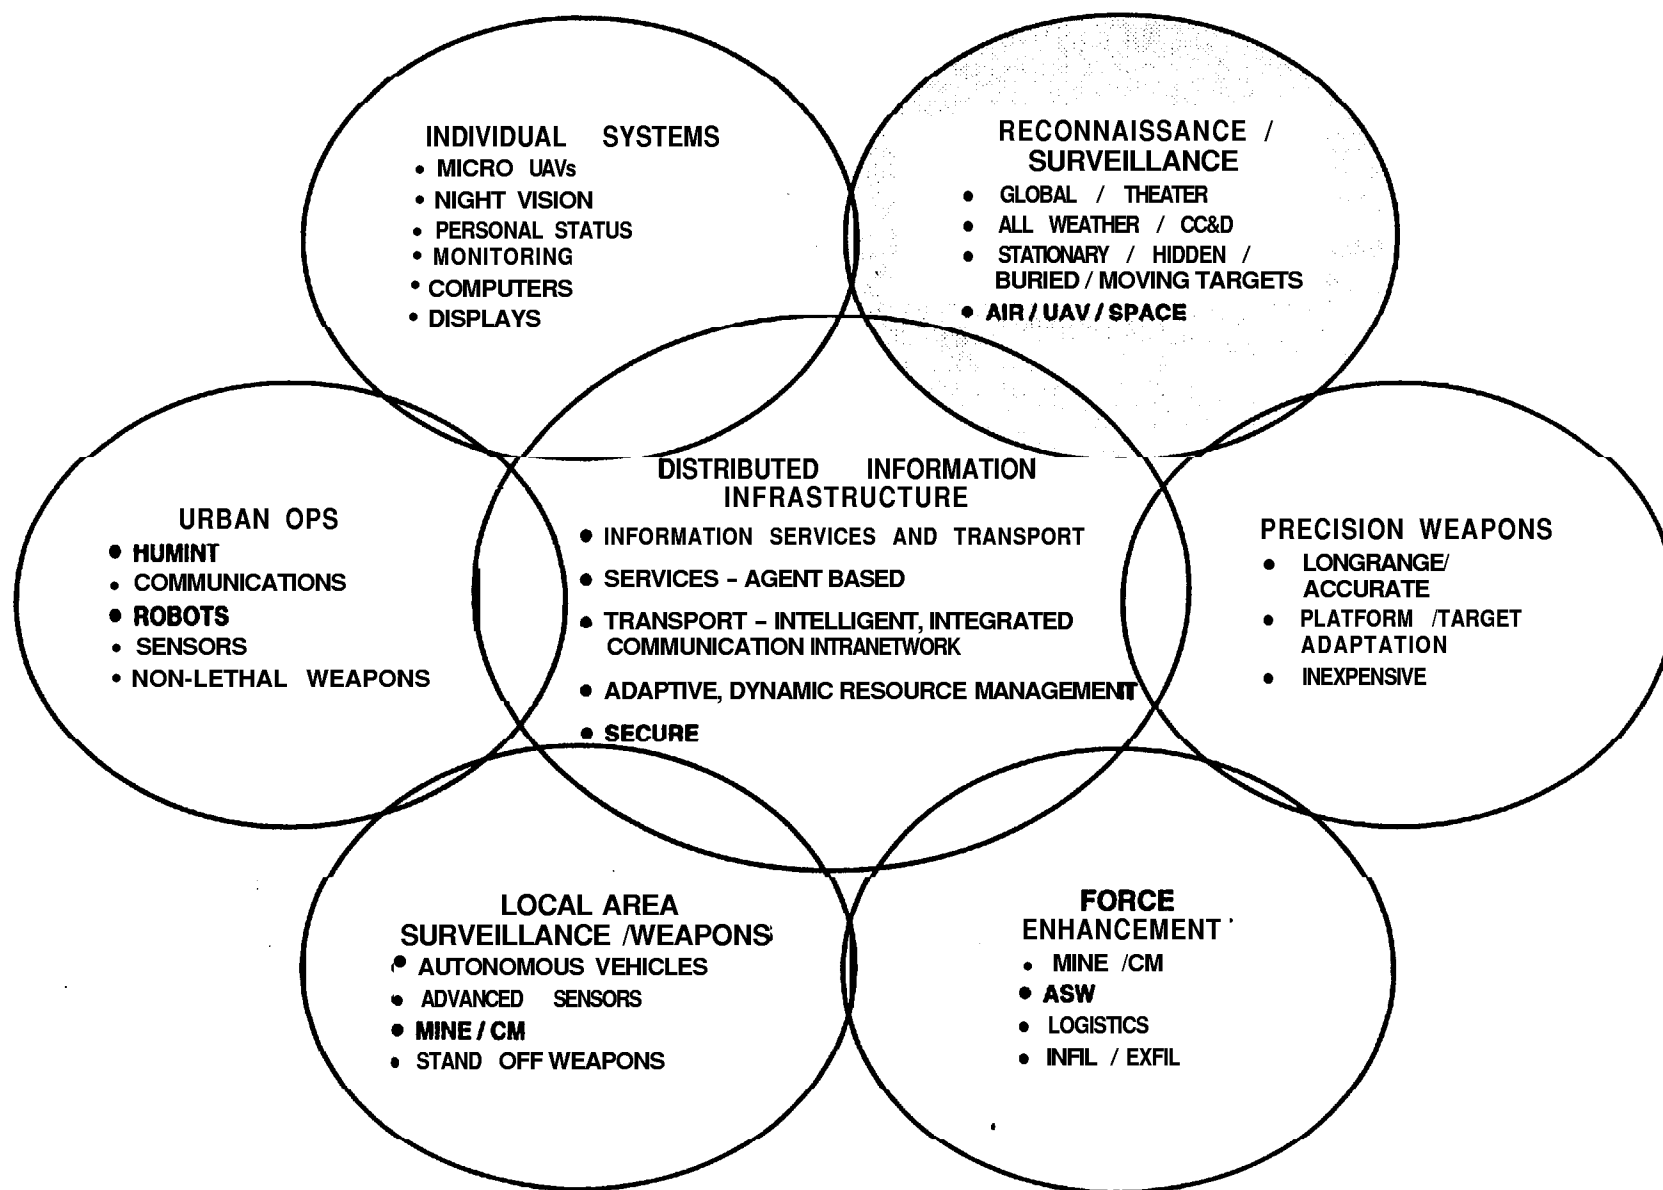 INDIVIDUAL SYSTEMS
• MICRO UAVs
• NIGHT VISION
• PERSONAL STATUS
• MONITORING
• COMPUTERS
• DISPLAYS
RECONNAISSANCE /
SURVEILLANCE
• GLOBAL / THEATER
• ALL WEATHER / CC&D
• STATIONARY / HIDDEN /
BURIED / MOVING TARGETS
• AIR / UAV / SPACE
URBAN OPS
• HUMINT
• COMMUNICATIONS
• ROBOTS
• SENSORS
• NON-LETHAL WEAPONS
DISTRIBUTED INFORMATION
INFRASTRUCTURE
• INFORMATION SERVICES AND TRANSPORT
• SERVICES – AGENT BASED
• TRANSPORT – INTELLIGENT, INTEGRATED
COMMUNICATION INTRANETWORK
• ADAPTIVE, DYNAMIC RESOURCE MANAGEMENT
• SECURE
PRECISION WEAPONS
• LONGRANGE/
ACCURATE
• PLATFORM /TARGET
ADAPTATION
• INEXPENSIVE
LOCAL AREA
SURVEILLANCE /WEAPONS
• AUTONOMOUS VEHICLES
• ADVANCED SENSORS
• MINE / CM
• STAND OFF WEAPONS
FORCE
ENHANCEMENT
• MINE /CM
• ASW
• LOGISTICS
• INFIL / EXFIL